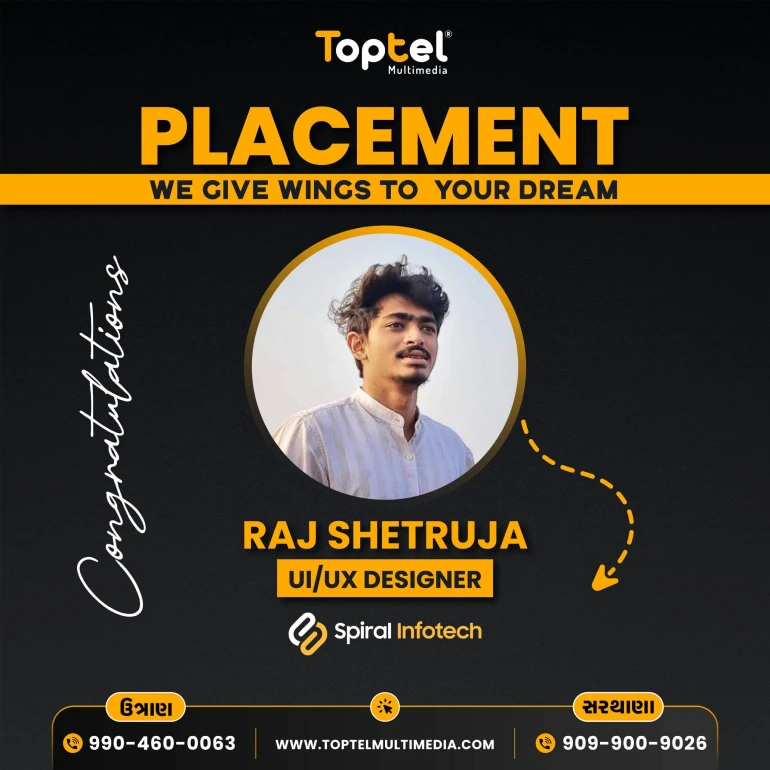 Toptel®
Multimedia
PLACEMENT
WE GIVE WINGS TO YOUR DREAM
Congratulations
RAJ SHETRUJA
UI/UX DESIGNER
Spiral Infotech
ઉત્રાણ
990-460-0063
WWW.TOPTELMULTIMEDIA.COM
સરથાણા
909-900-9026